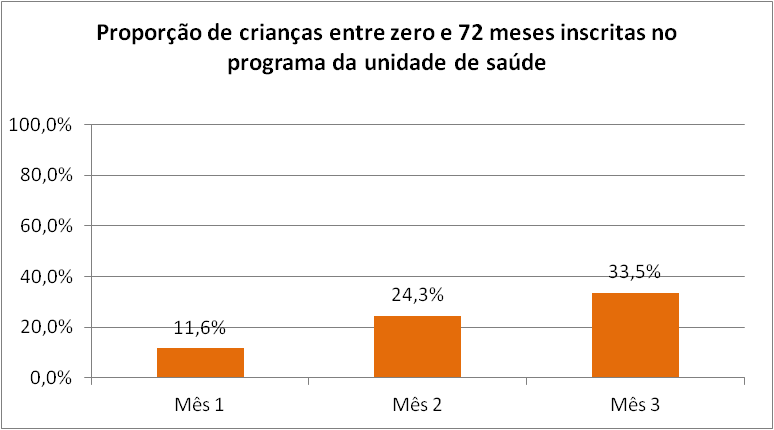 Proporção de crianças entre zero e 72 meses inscritas no
programa da unidade de saúde
100,0%
80,0%
60,0%
40,0%
20,0%
0,0%
11,6%
24,3%
33,5%
Mês 1
Mês 2
Mês 3